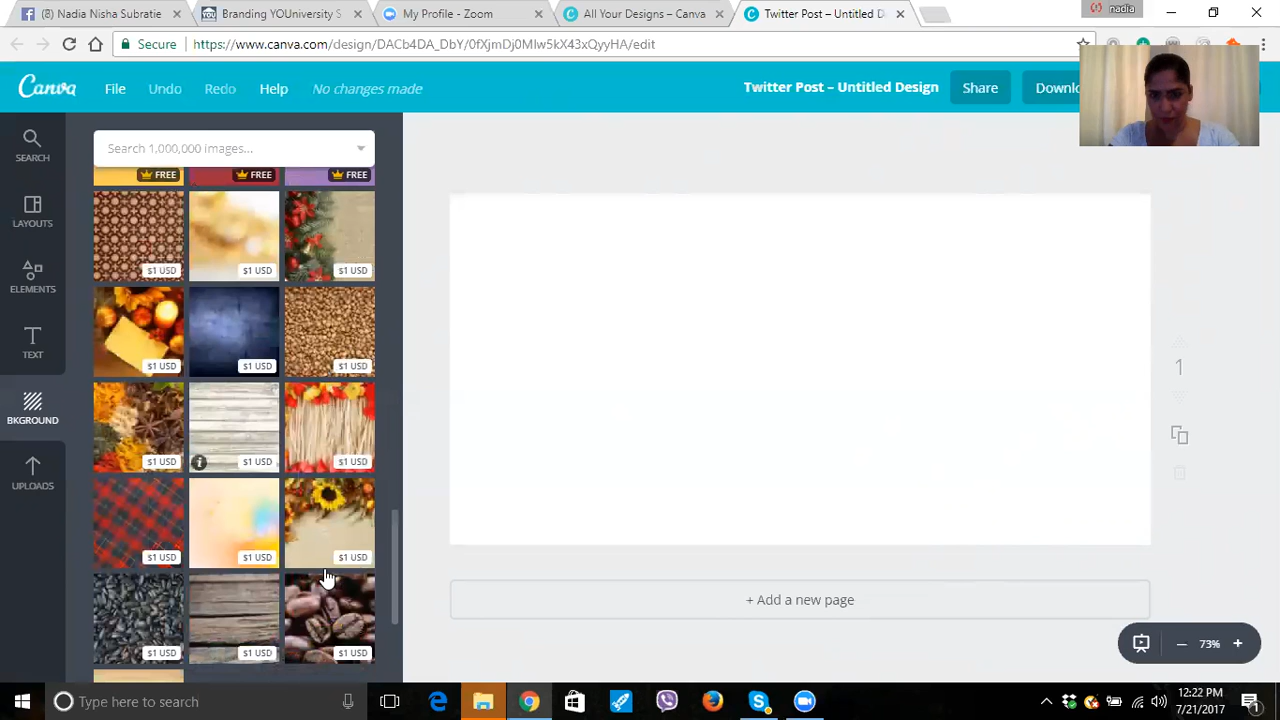 (8) Nadia Nisha Subratie
Branding YOUniversity S
My Profile - Zoom
All Your Designs – Canva
Twitter Post – Untitled D
nadia
Secure
https://www.canva.com/design/DACb4DA_DbY/0fXjmDj0MIw5kX43xQyyHA/edit
Canva
File
Undo
Redo
Help
No changes made
Twitter Post – Untitled Design
Share
Downlo
SEARCH
LAYOUTS
ELEMENTS
TEXT
BKGROUND
UPLOADS
Search 1,000,000 images...
FREE FREE FREE
$1 USD $1 USD $1 USD
$1 USD $1 USD $1 USD
$1 USD $1 USD $1 USD
$1 USD $1 USD $1 USD
$1 USD $1 USD $1 USD
1
+ Add a new page
73%
Type here to search
12:22 PM
7/21/2017